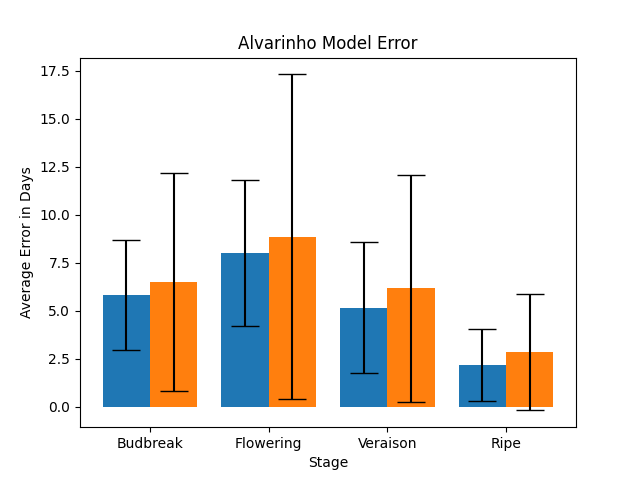 Alvarinho Model Error
17.5
15.0
12.5
10.0
7.5
5.0
2.5
0.0
Average Error in Days
Budbreak Flowering Veraison Ripe
Stage